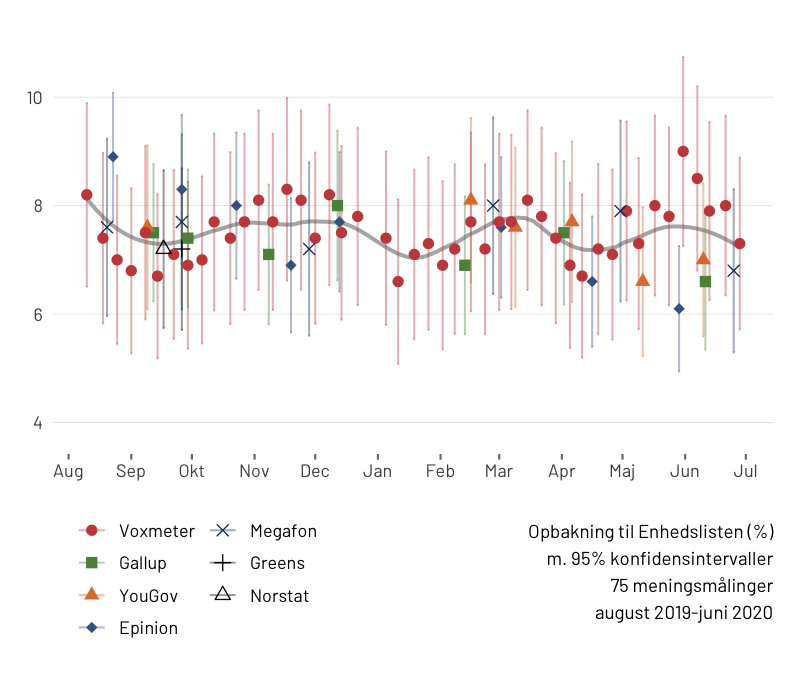 10
8
6
4
Aug Sep Okt Nov Dec Jan Feb Mar Apr Maj Jun Jul
Voxmeter
Gallup
YouGov
Epinion
Megafon
Greens
Norstat
Opbakning til Enhedslisten (%)
m. 95% konfidensintervaller
75 meningsmålinger
august 2019-juni 2020